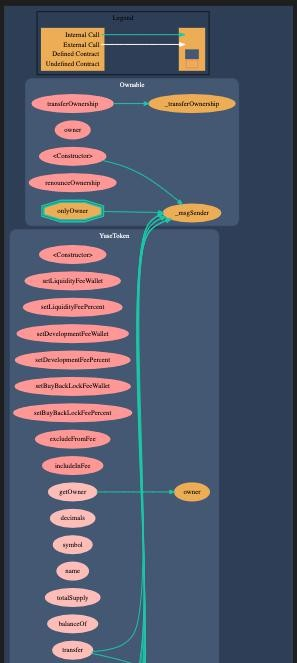 Legend
Internal Call
External Call
Defined Contract
Undefined Contract
Ownable
transferOwnership
_transferOwnership
owner
<Constructor>
renounceOwnership
onlyOwner
_msgSender
YuseToken
<Constructor>
setLiquidityFeeWallet
setLiquidityFeePercent
setDevelopmentFeeWallet
setDevelopmentFeePercent
setBuyBackLockFeeWallet
setBuyBackLockFeePercent
excludeFromFee
includeInFee
getOwner
owner
decimals
symbol
name
totalSupply
balanceOf
transfer